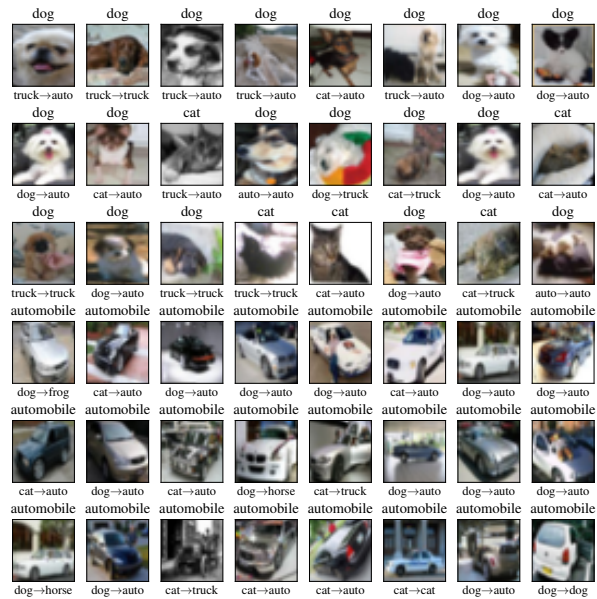 dog dog dog dog dog dog dog dog
truck→auto truck→truck truck→auto truck→auto cat→auto truck→auto dog→auto dog→auto
dog dog cat dog dog dog dog cat
dog→auto cat→auto truck→auto auto→auto dog→truck cat→truck dog→auto cat→auto
dog dog dog cat cat dog cat dog
truck→truck dog→auto truck→truck truck→truck cat→auto dog→auto cat→truck auto→auto
automobile automobile automobile automobile automobile automobile automobile automobile
dog→frog cat→auto dog→auto dog→auto dog→auto cat→auto dog→auto dog→auto
automobile automobile automobile automobile automobile automobile automobile automobile
cat→auto dog→auto cat→auto dog→horse cat→truck dog→auto dog→auto dog→auto
automobile automobile automobile automobile automobile automobile automobile automobile
dog→horse dog→auto cat→truck cat→auto cat→auto cat→cat dog→auto dog→dog